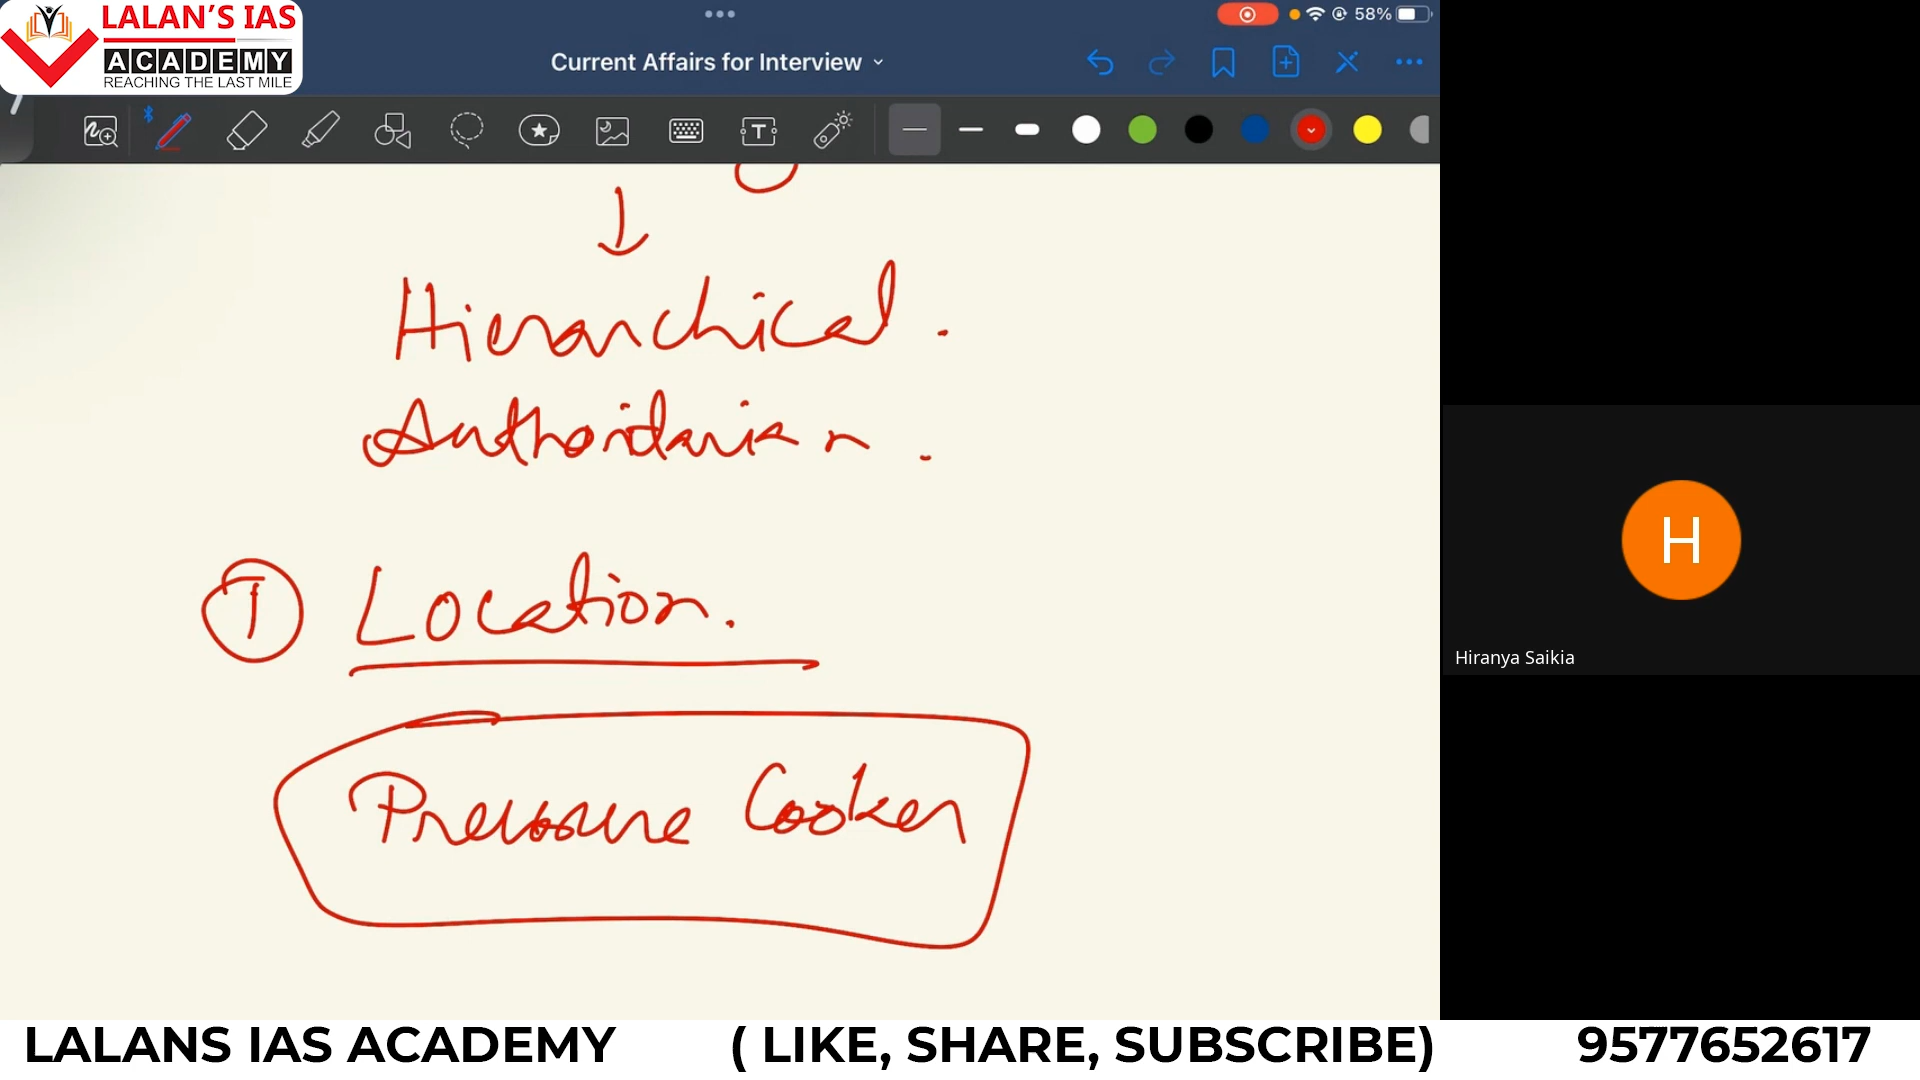 LALAN'S IAS
ACADEMY
REACHING THE LAST MILE
58%
Current Affairs for Interview
T
Hierarchical.
Authoritarian.
1 Location.
Pressure Cooker
H
Hiranya Saikia
LALANS IAS ACADEMY ( LIKE, SHARE, SUBSCRIBE) 9577652617